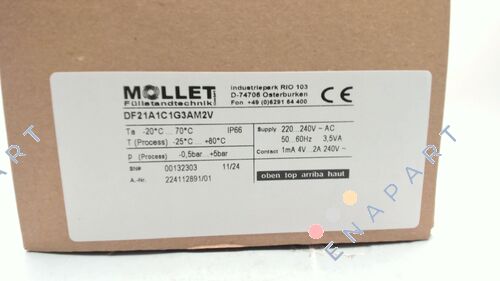 MOLLET
Füllstandtechnik
Industriepark RIO 103
D-74706 Osterburken
Fon +49 (0)6291 64 400
CE
DF21A1C1G3AM2V
Ta -20°C ... 70°C IP66
T (Process) -25°C ... +80°C
p (Process) -0,5bar ... +5bar
SN# 00132303 11/24
A.-Nr. 224112891/01
Supply 220...240V ~ AC
50...60Hz 3,5VA
Contact 1mA 4V ..2A 240V ~
oben top arriba haut
ENAPART